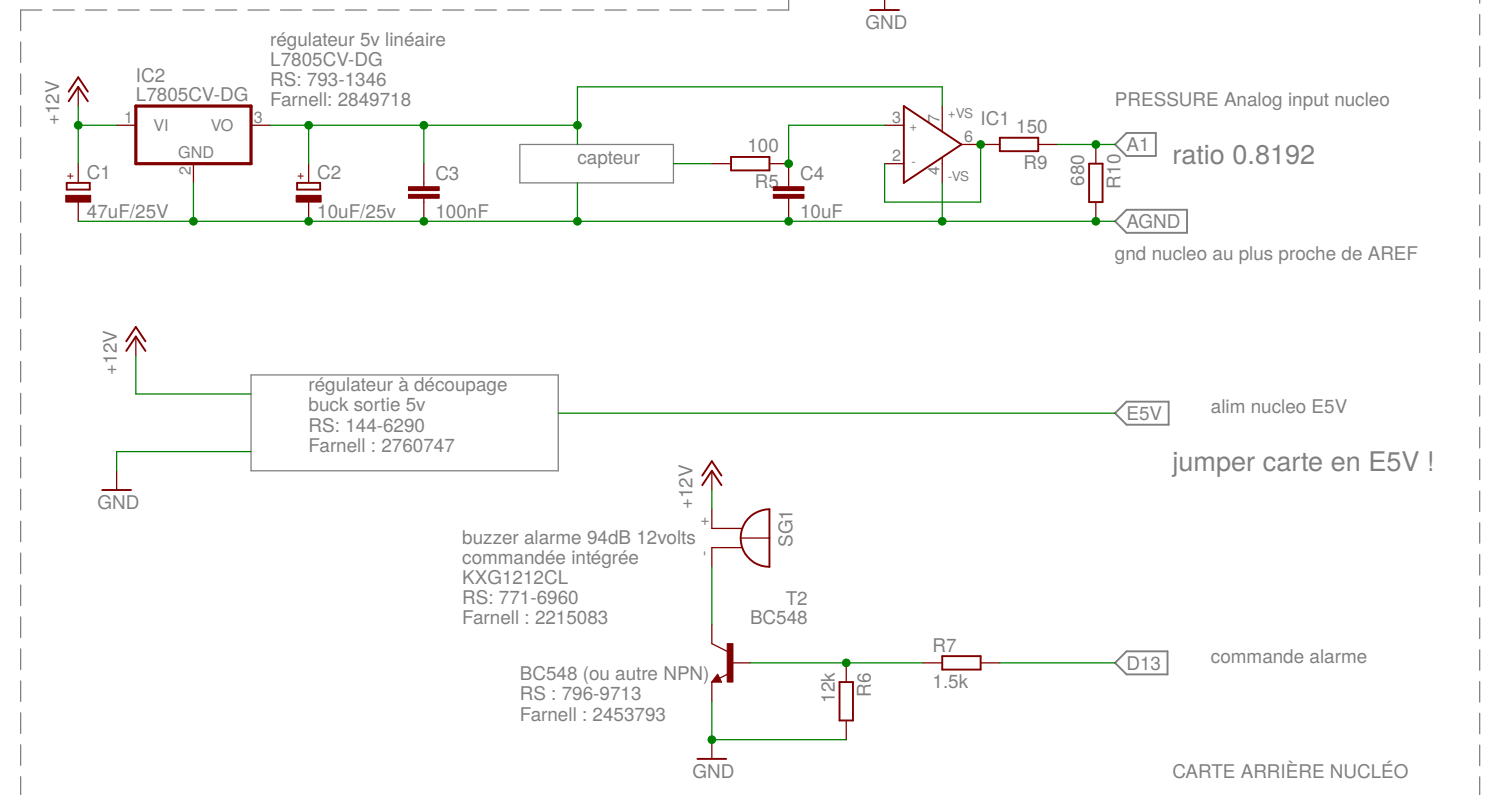 GND
régulateur 5v linéaire
L7805CV-DG
RS: 793-1346
Farnell: 2849718
+12V
IC2
L7805CV-DG
1
VI
VO
3
GND
2
+
C1
47uF/25V
+
C2
10uF/25v
C3
100nF
capteur
100
R5
C4
10uF
3
+
2
-
7
+VS
IC1
6
4
-VS
150
R9
680
R10
PRESSURE Analog input nucleo
A1
ratio 0.8192
AGND
gnd nucleo au plus proche de AREF
+12V
régulateur à découpage
buck sortie 5v
RS: 144-6290
Farnell : 2760747
GND
E5V
alim nucleo E5V
jumper carte en E5V !
+12V
+
-
SG1
buzzer alarme 94dB 12volts
commandée intégrée
KXG1212CL
RS: 771-6960
Farnell : 2215083
T2
BC548
BC548 (ou autre NPN)
RS : 796-9713
Farnell : 2453793
12k
R6
R7
1.5k
D13
commande alarme
GND
CARTE ARRIÈRE NUCLÉO